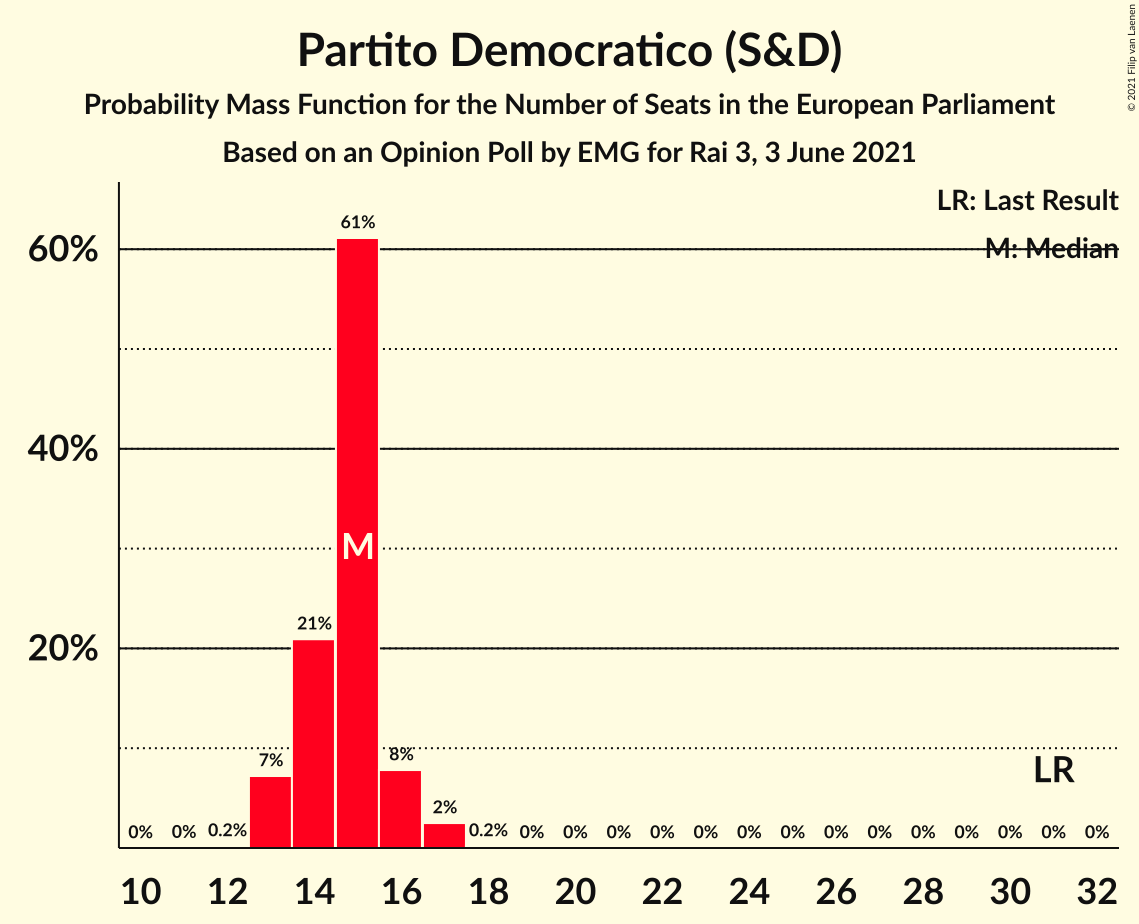 Partito Democratico (S&D)
Probability Mass Function for the Number of Seats in the European Parliament
Based on an Opinion Poll by EMG for Rai 3, 3 June 2021
© 2021 Filip van Laenen
LR: Last Result
M: Median
60%
40%
20%
61%
M
21%
7%
8%
2%
LR
0% 0% 0.2% 0.2% 0% 0% 0% 0% 0% 0% 0% 0% 0% 0% 0% 0% 0% 0%
10 12 14 16 18 20 22 24 26 28 30 32